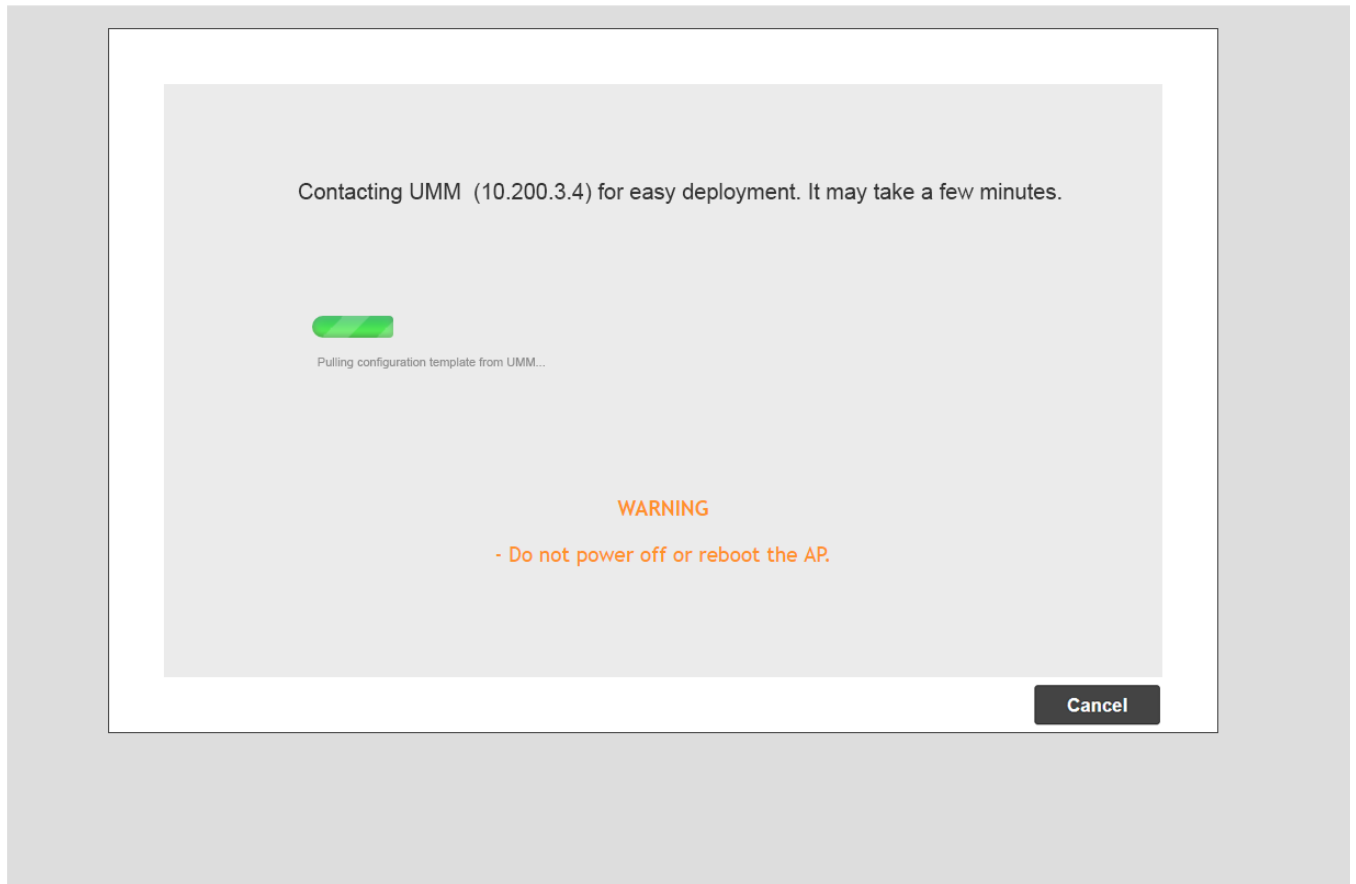 Contacting UMM (10.200.3.4) for easy deployment. It may take a few minutes.
Pulling configuration template from UMM...
WARNING
- Do not power off or reboot the AP.
Cancel